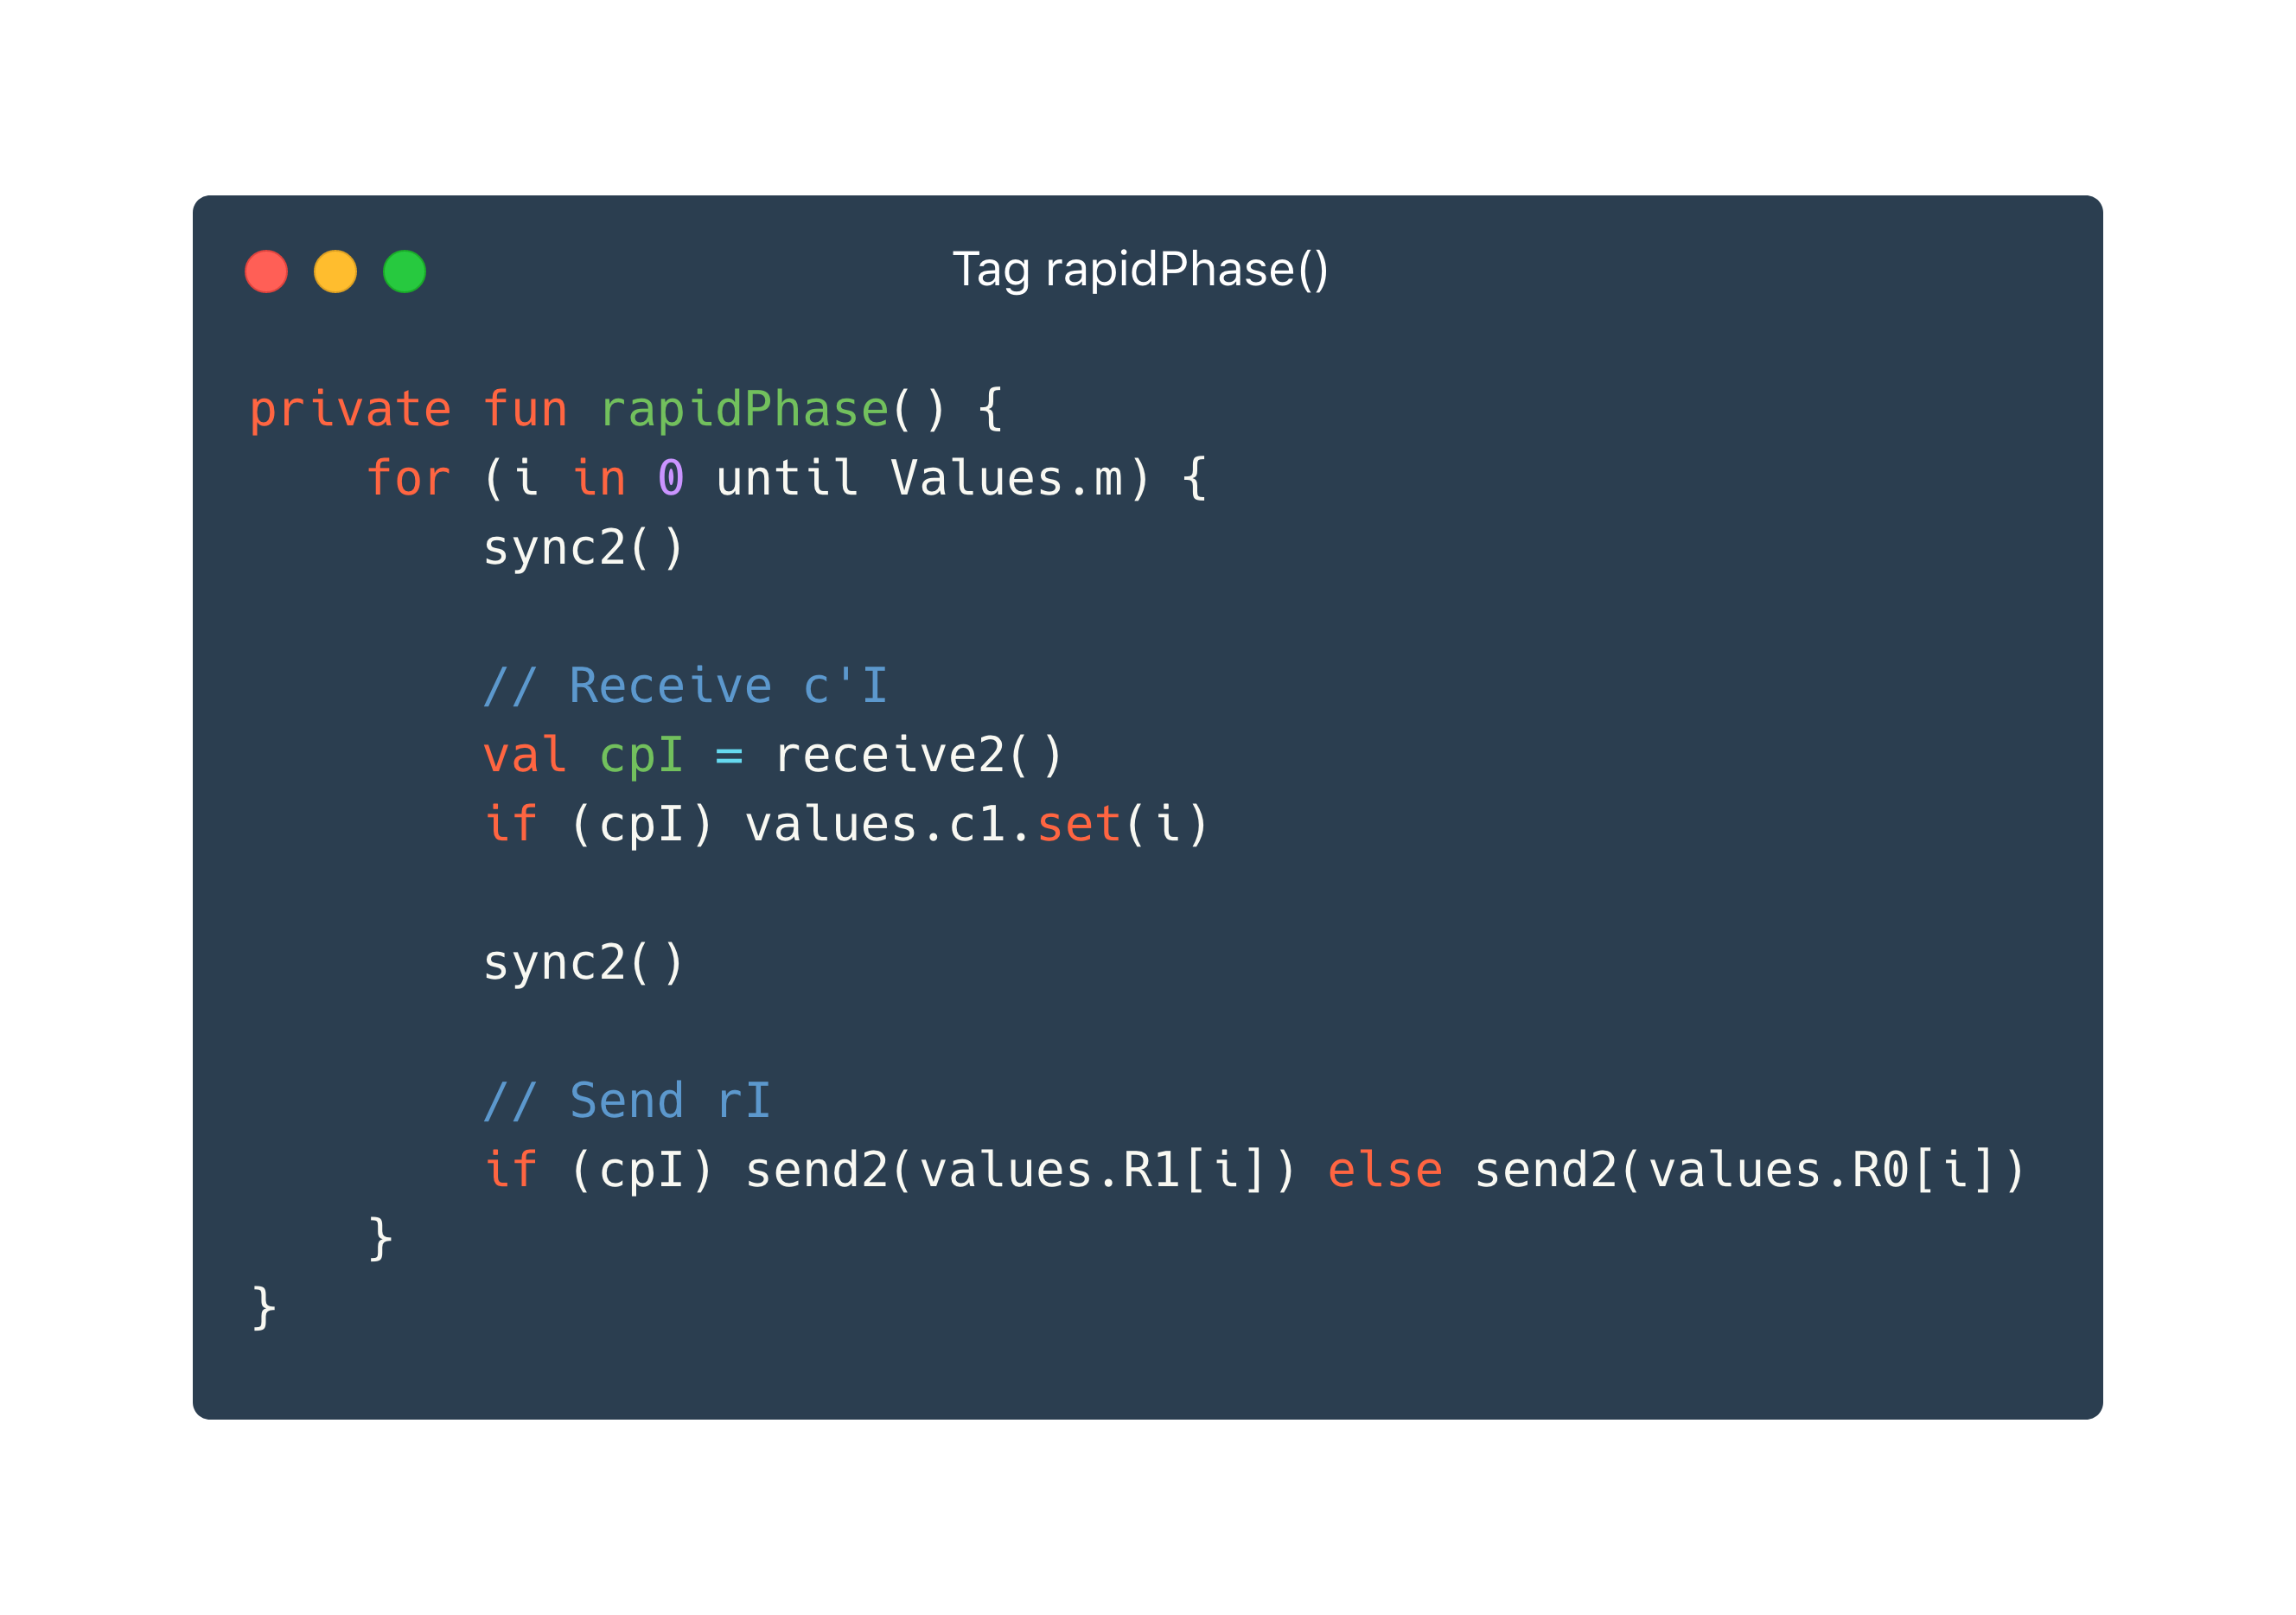 Tag rapidPhase()
private fun rapidPhase() {
    for (i in 0 until Values.m) {
        sync2()

        // Receive c'I
        val cpI = receive2()
        if (cpI) values.c1.set(i)

        sync2()

        // Send rI
        if (cpI) send2(values.R1[i]) else send2(values.R0[i])
    }
}